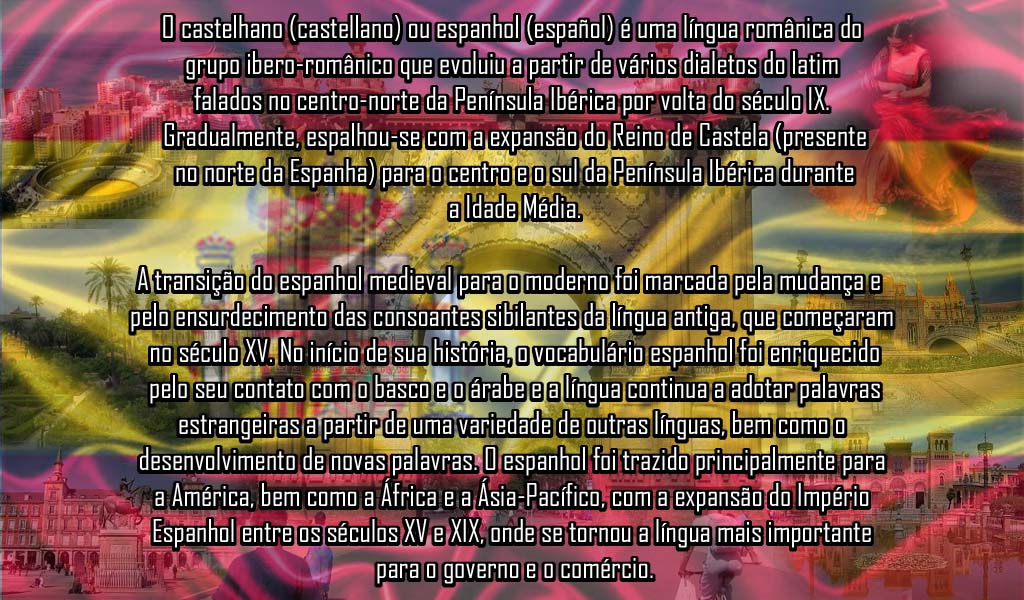 O castelhano (castellano) ou espanhol (español) é uma língua românica do
grupo ibero-românico que evoluiu a partir de vários dialetos do latim
falados no centro-norte da Península Ibérica por volta do século IX.
Gradualmente, espalhou-se com a expansão do Reino de Castela (presente
no norte da Espanha) para o centro e o sul da Península Ibérica durante
a Idade Média.
A transição do espanhol medieval para o moderno foi marcada pela mudança e
pelo ensurdecimento das consoantes sibilantes da língua antiga, que começaram
no século XV. No início de sua história, o vocabulário espanhol foi enriquecido
pelo seu contato com o basco e o árabe e a língua continua a adotar palavras
estrangeiras a partir de uma variedade de outras línguas, bem como o
desenvolvimento de novas palavras. O espanhol foi trazido principalmente para
a América, bem como a África e a Ásia-Pacífico, com a expansão do Império
Espanhol entre os séculos XV e XIX, onde se tornou a língua mais importante
para o governo e o comércio.